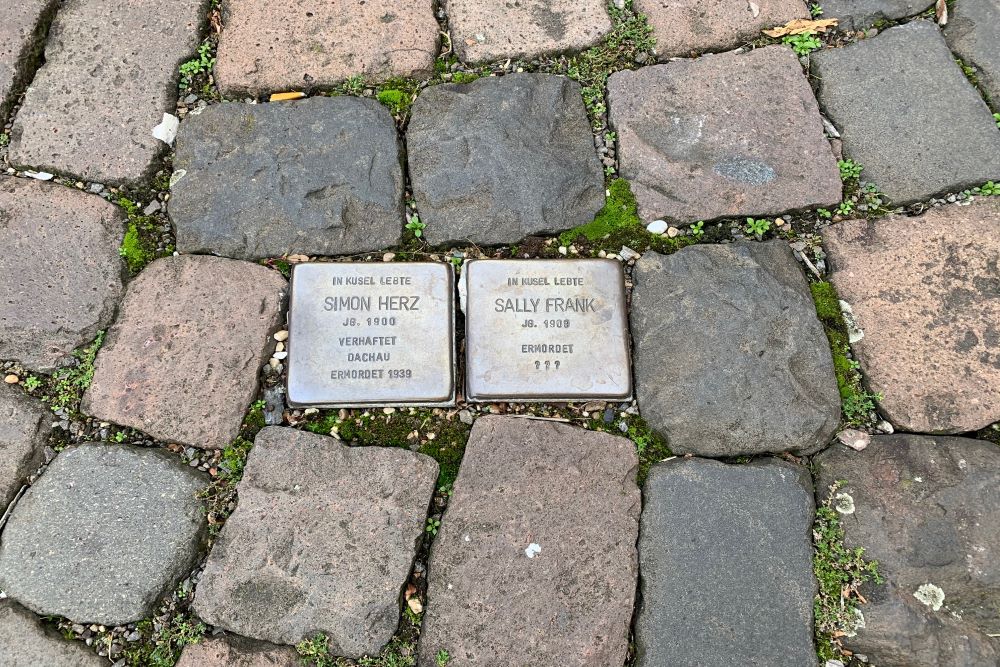 IN KUSEL LEBTE
SIMON HERZ
JG. 1900
VERHAFTET
DACHAU
ERMORDET 1939
IN KUSEL LEBTE
SALLY FRANK
JG. 1909
ERMORDET
? ? ?